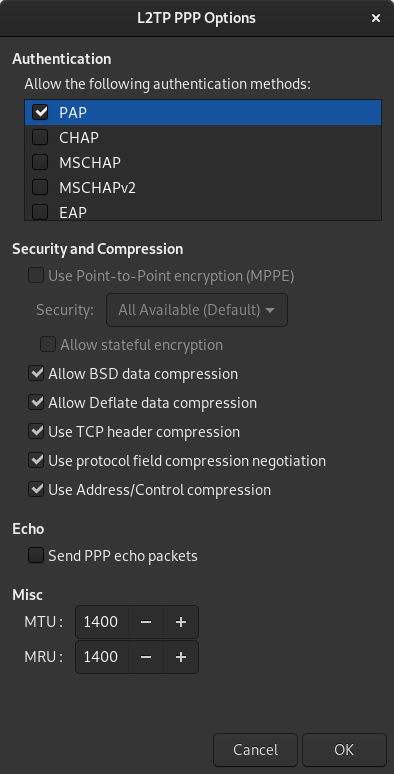 L2TP PPP Options
Authentication
Allow the following authentication methods:
PAP
CHAP
MSCHAP
MSCHAPv2
EAP
Security and Compression
Use Point-to-Point encryption (MPPE)
Security: All Available (Default)
Allow stateful encryption
Allow BSD data compression
Allow Deflate data compression
Use TCP header compression
Use protocol field compression negotiation
Use Address/Control compression
Echo
Send PPP echo packets
Misc
MTU : 1400
MRU : 1400
Cancel OK